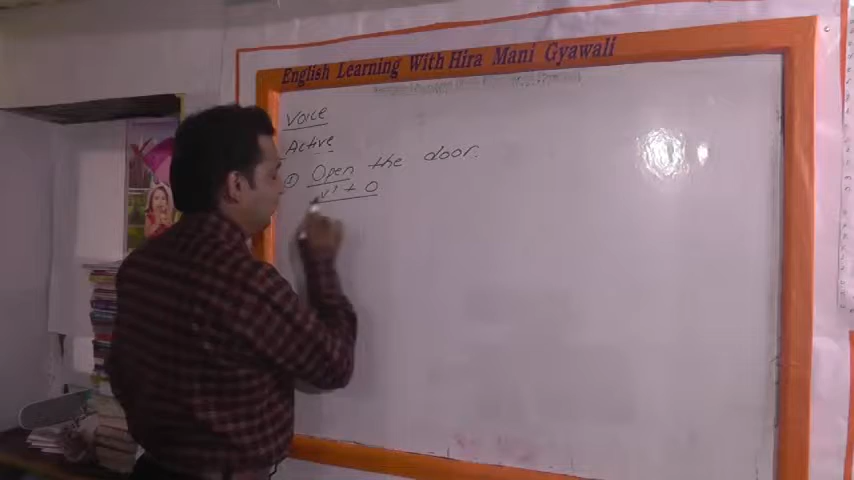 English Learning With Hira Mani Gyawali
Voice
Active
① Open the door.
V¹ + O